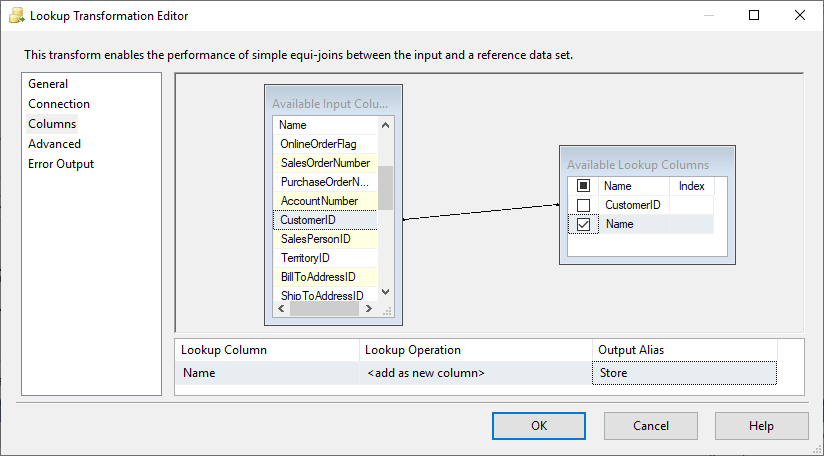 Lookup Transformation Editor
This transform enables the performance of simple equi-joins between the input and a reference data set.
General
Connection
Columns
Advanced
Error Output
Available Input Colu...
Name
OnlineOrderFlag
SalesOrderNumber
PurchaseOrderN...
AccountNumber
CustomerID
SalesPersonID
TerritoryID
BillToAddressID
ShipToAddressID
Available Lookup Columns
Name Index
CustomerID
Name
Lookup Column Lookup Operation Output Alias
Name <add as new column> Store
OK Cancel Help